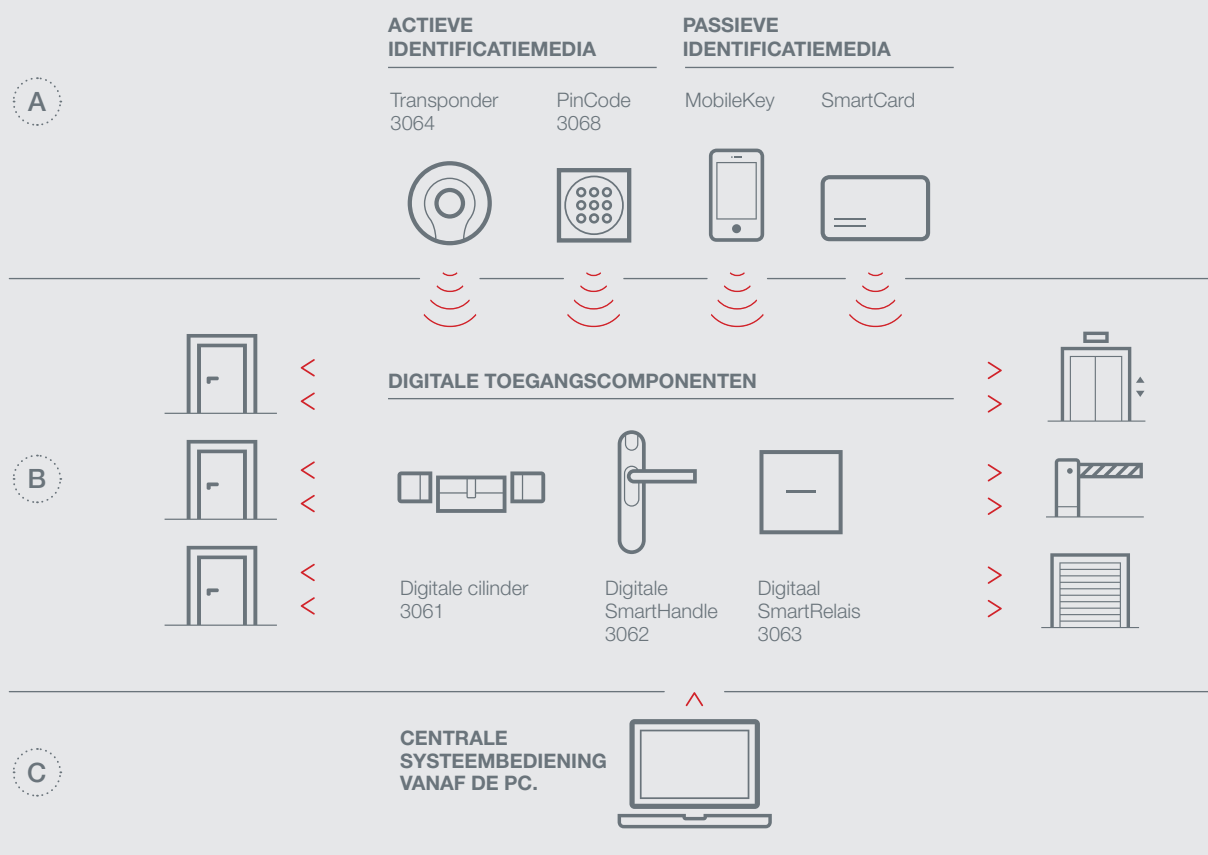 ACTIEVE
IDENTIFICATIEMEDIA
PASSIEVE
IDENTIFICATIEMEDIA
A
Transponder
3064
PinCode
3068
MobileKey
SmartCard
DIGITALE TOEGANGSCOMPONENTEN
B
Digitale cilinder
3061
Digitale
SmartHandle
3062
Digitaal
SmartRelais
3063
C
CENTRALE
SYSTEEMBEDIENING
VANAF DE PC.